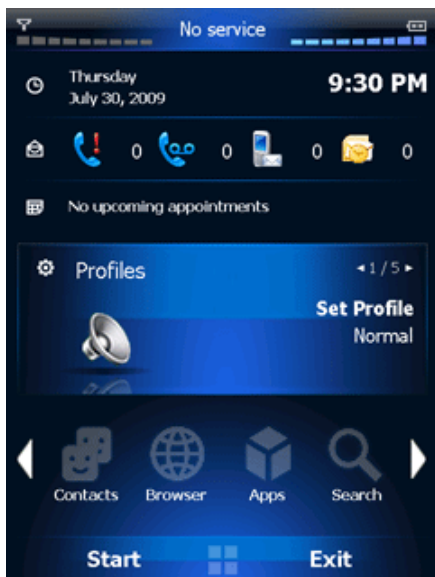 No service
Thursday
July 30, 2009
9:30 PM
0 0 0 0
No upcoming appointments
Profiles
1/5
Set Profile
Normal
Contacts Browser Apps Search
Start Exit